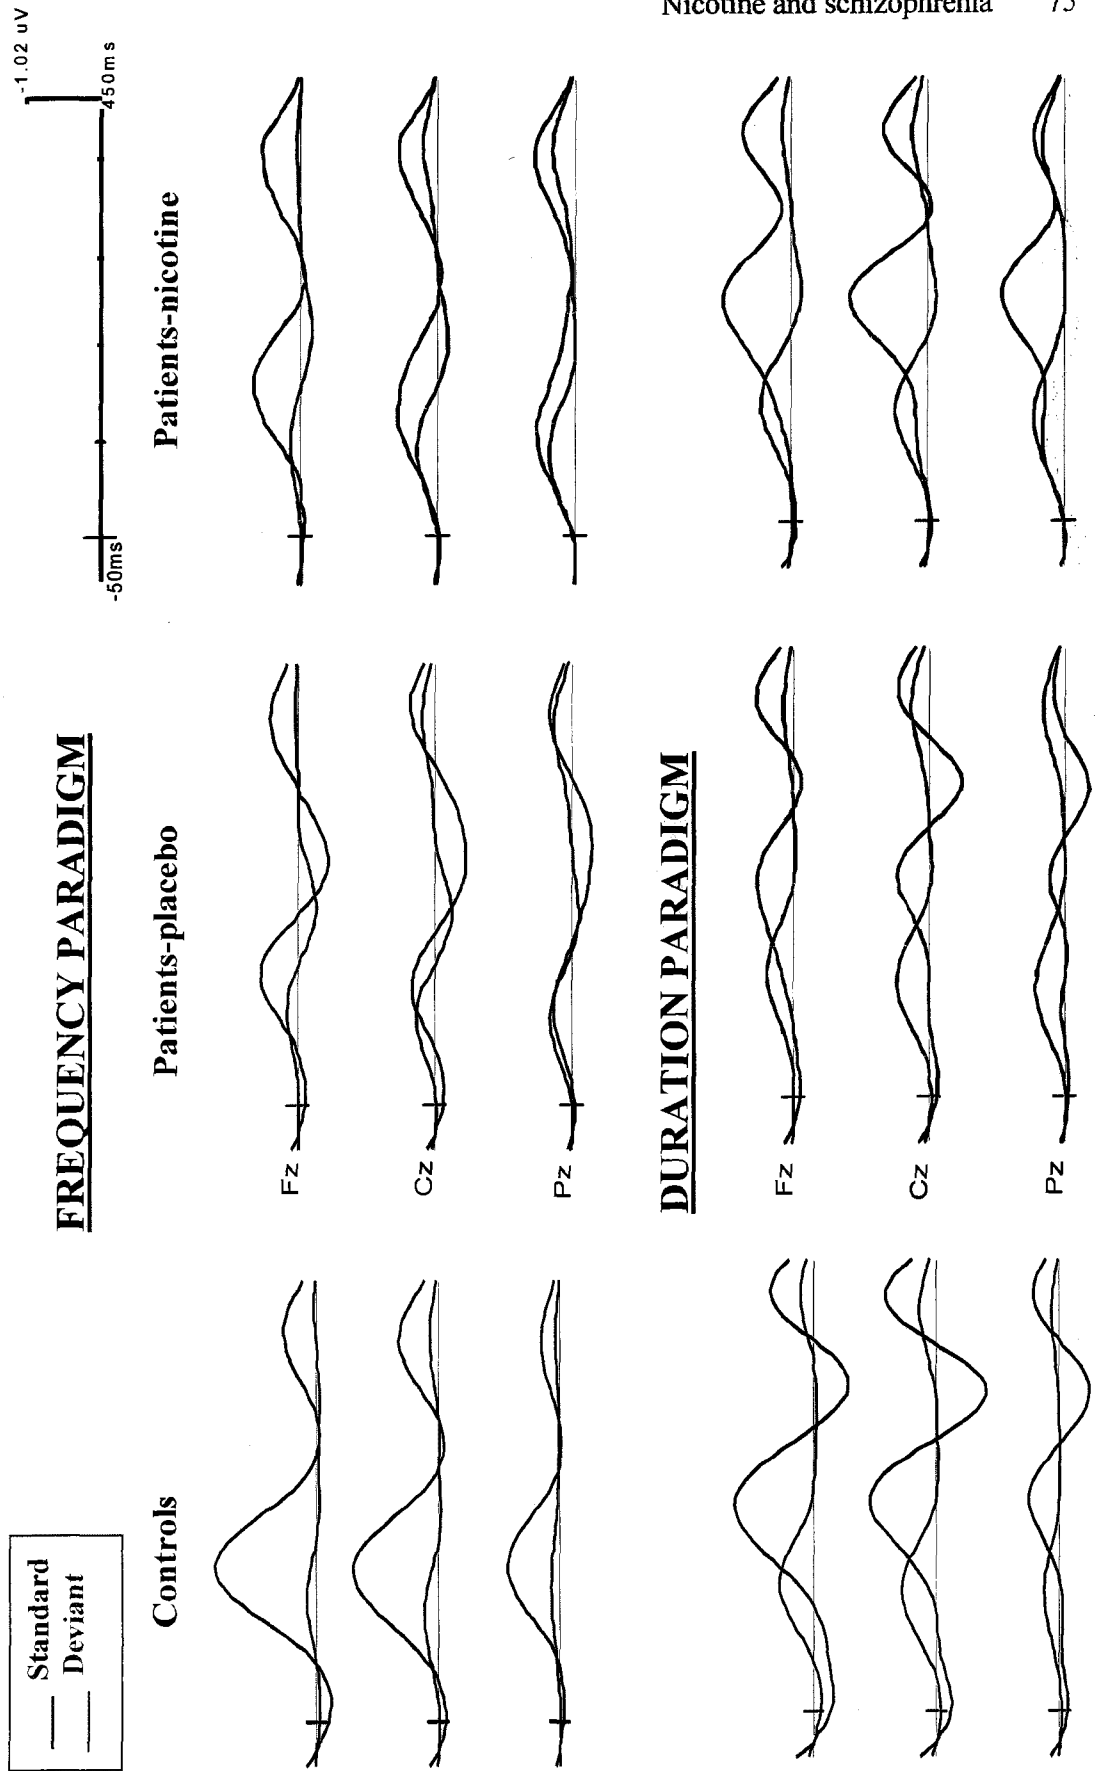 Nicotine and schizophrenia 75
Standard
Deviant
FREQUENCY PARADIGM
-1.02 uV
-50ms
450ms
Controls
Patients-placebo
Patients-nicotine
Fz
Cz
Pz
DURATION PARADIGM
Fz
Cz
Pz